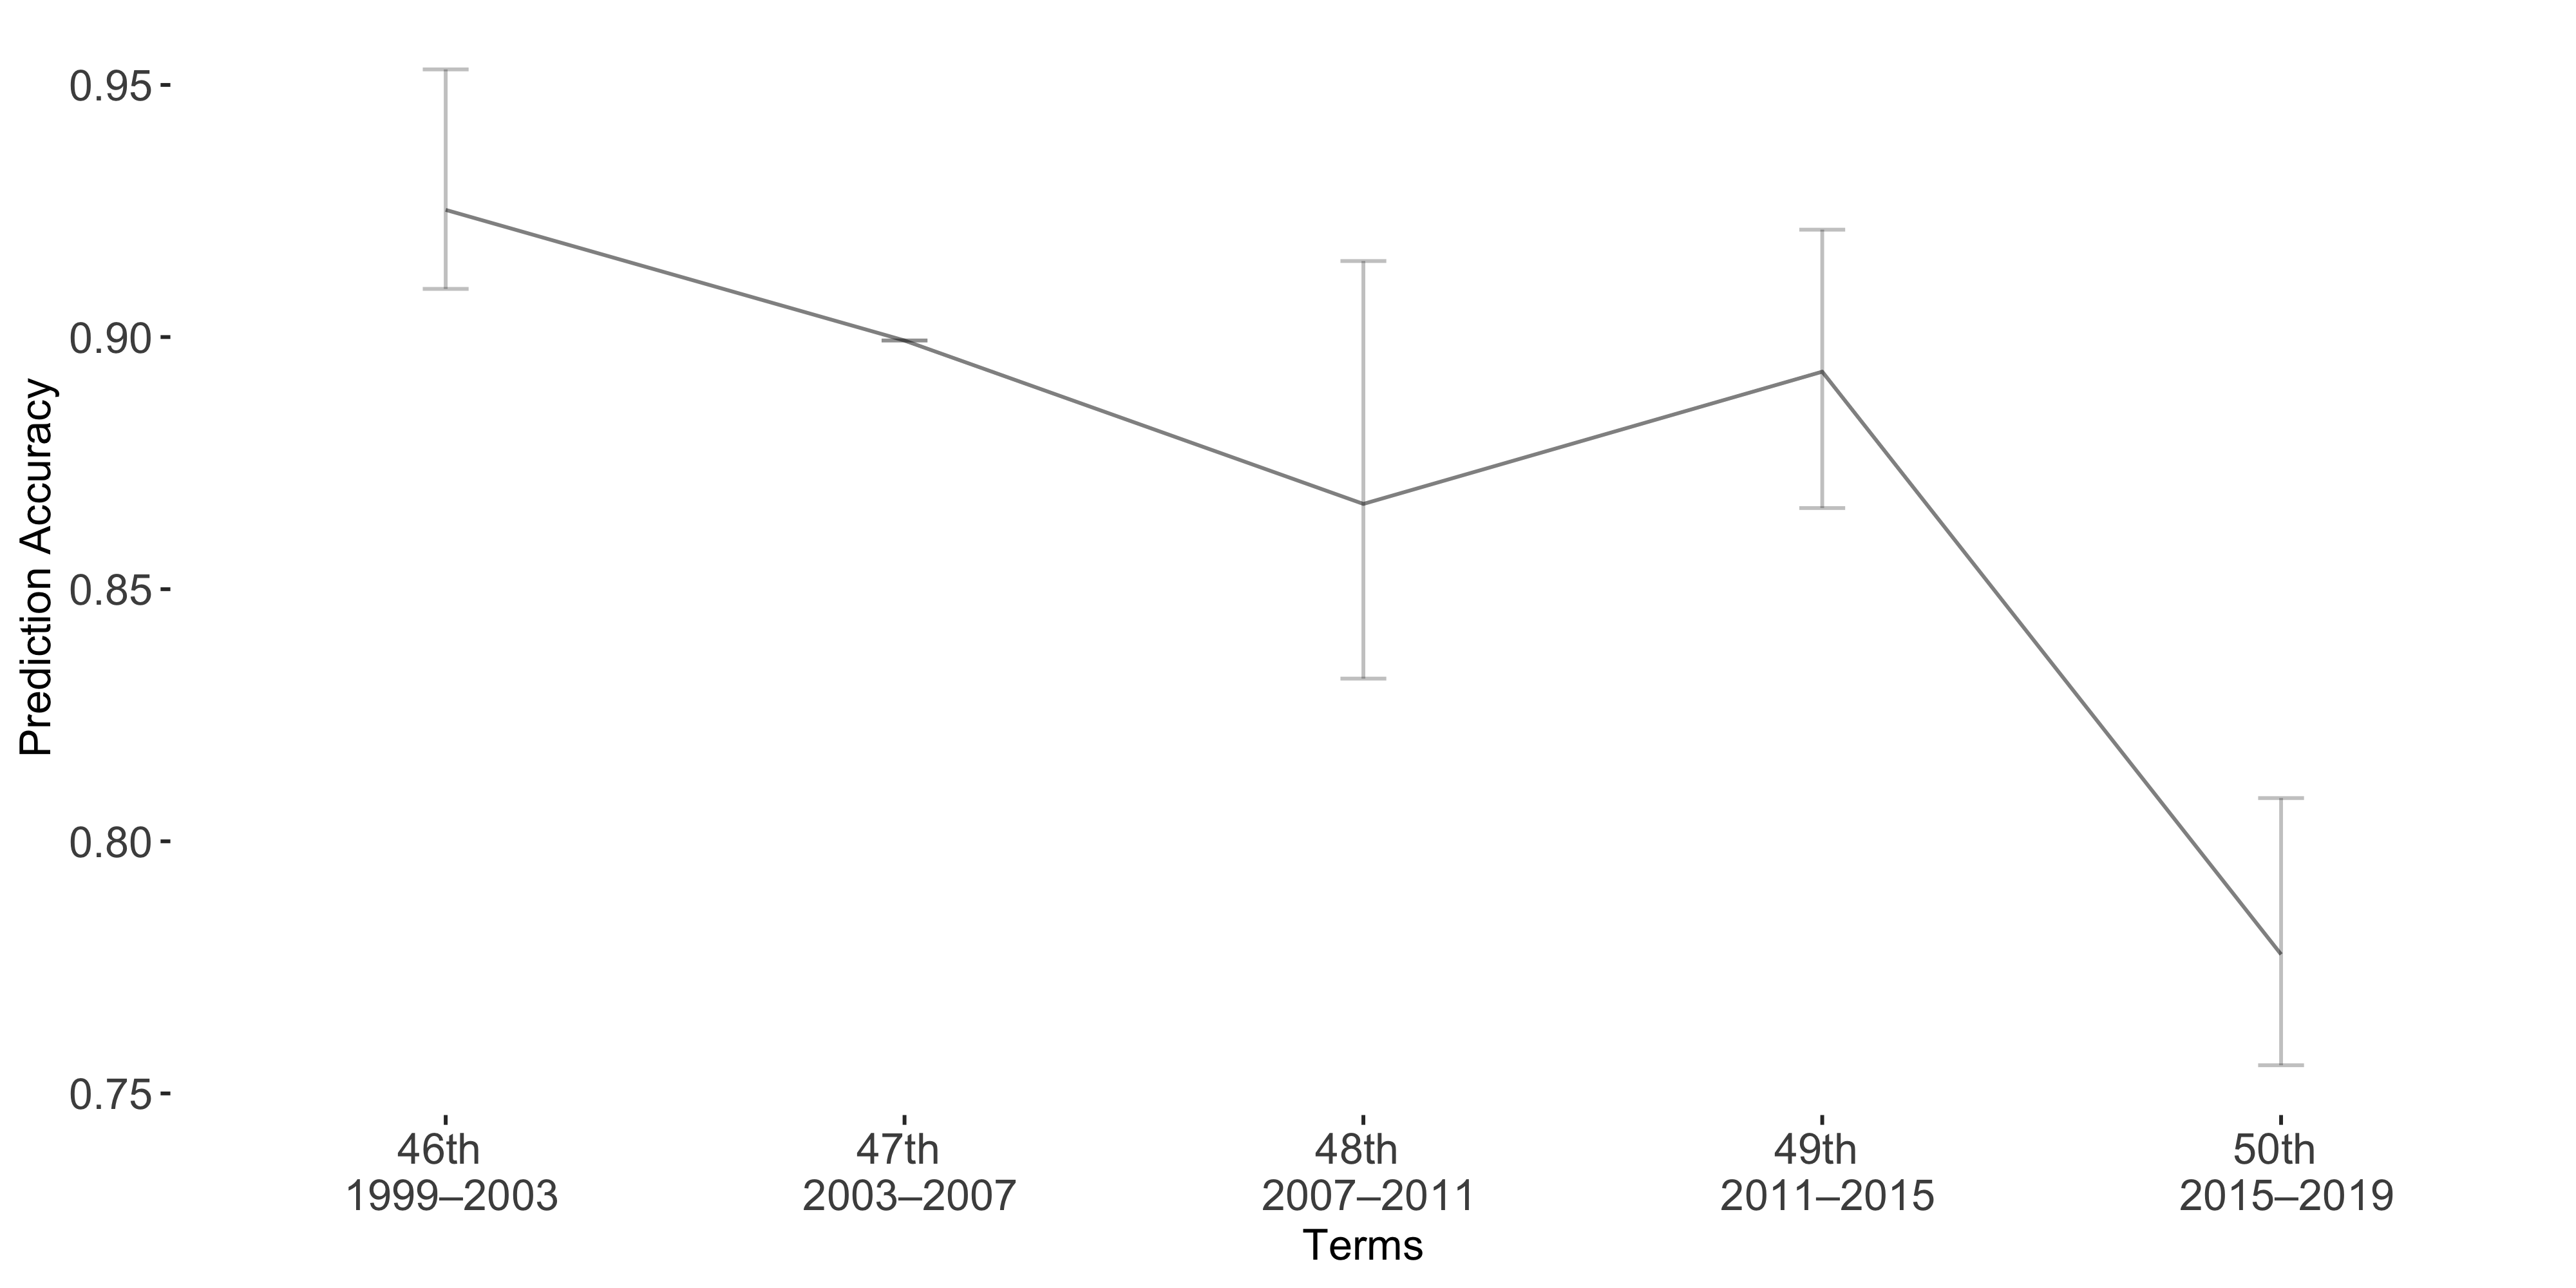 Prediction Accuracy
0.95
0.90
0.85
0.80
0.75
46th
1999–2003
47th
2003–2007
48th
2007–2011
49th
2011–2015
50th
2015–2019
Terms